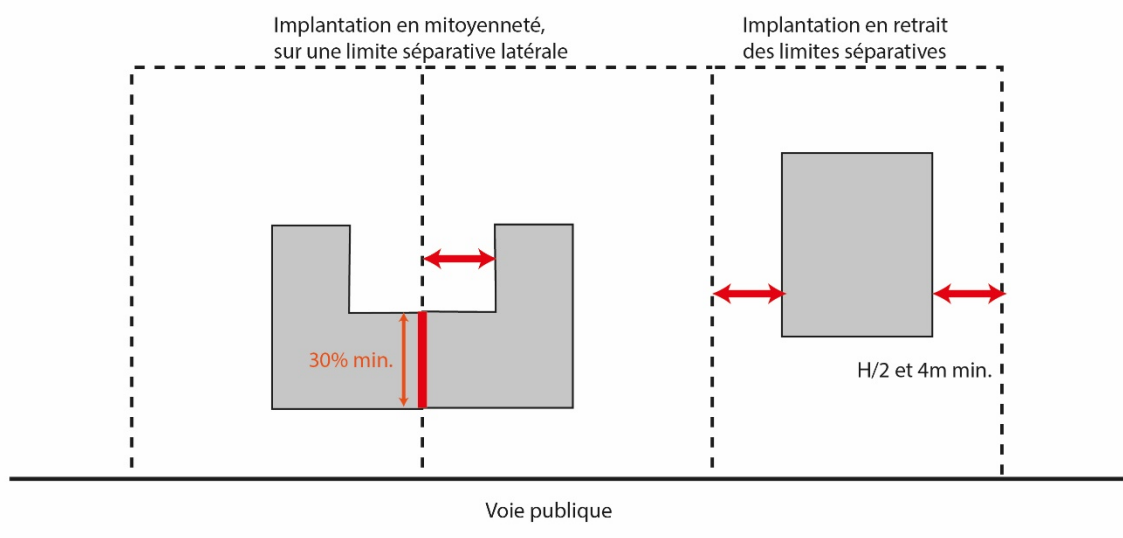 Implantation en mitoyenneté,
sur une limite séparative latérale
Implantation en retrait
des limites séparatives
30% min.
H/2 et 4m min.
Voie publique